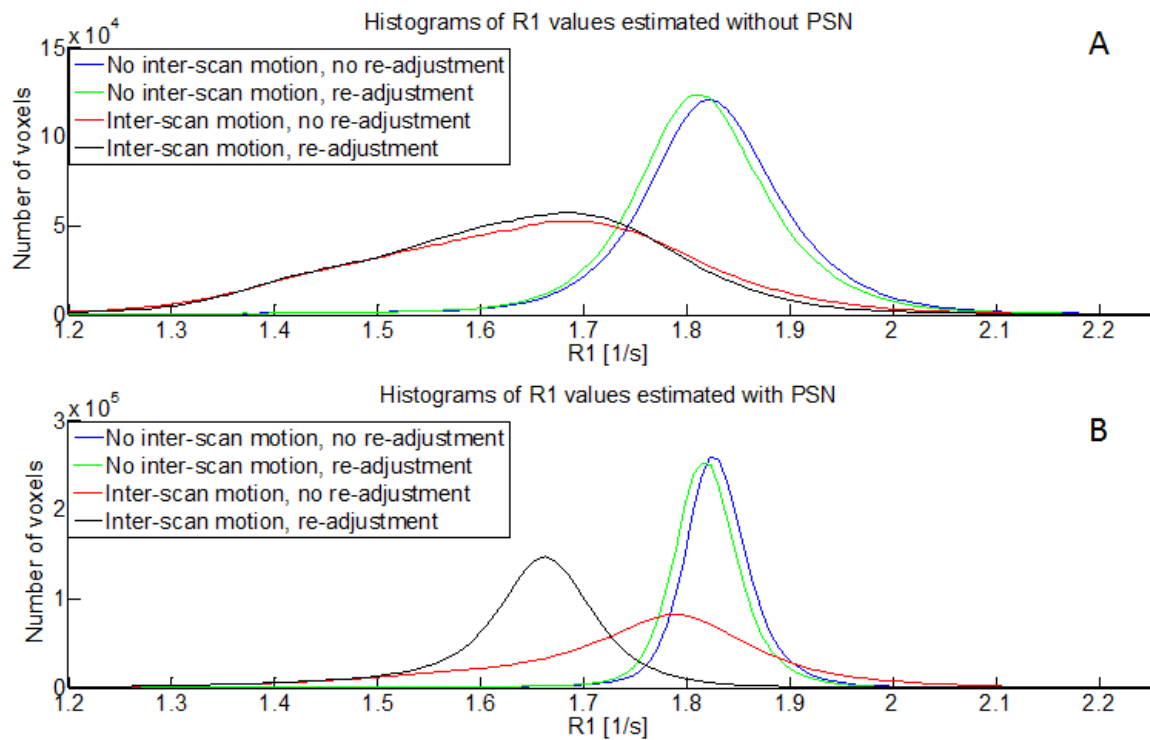 Histograms of R1 values estimated without PSN
A
15 x 10^4
No inter-scan motion, no re-adjustment
No inter-scan motion, re-adjustment
Inter-scan motion, no re-adjustment
Inter-scan motion, re-adjustment
10
5
0
Number of voxels
1.2 1.3 1.4 1.5 1.6 1.7 1.8 1.9 2 2.1 2.2
R1 [1/s]
Histograms of R1 values estimated with PSN
B
3 x 10^5
No inter-scan motion, no re-adjustment
No inter-scan motion, re-adjustment
Inter-scan motion, no re-adjustment
Inter-scan motion, re-adjustment
2
1
0
Number of voxels
1.2 1.3 1.4 1.5 1.6 1.7 1.8 1.9 2 2.1 2.2
R1 [1/s]